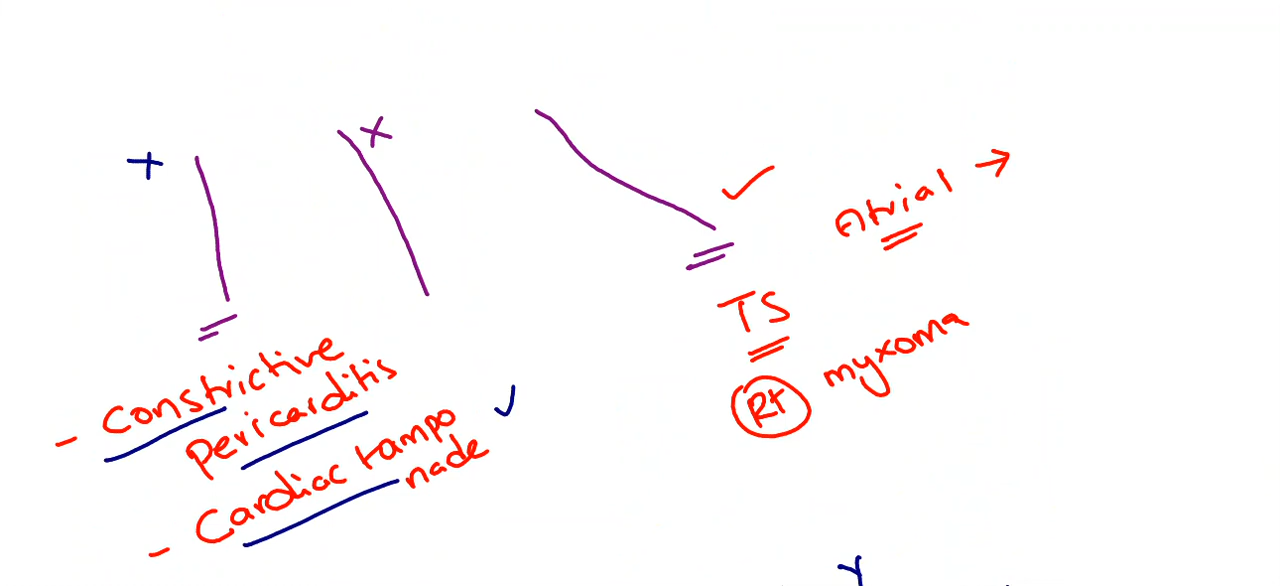 Atrial →
TS
Rt myxoma
- Constrictive
pericarditis
- Cardiac tampo
nade
Y